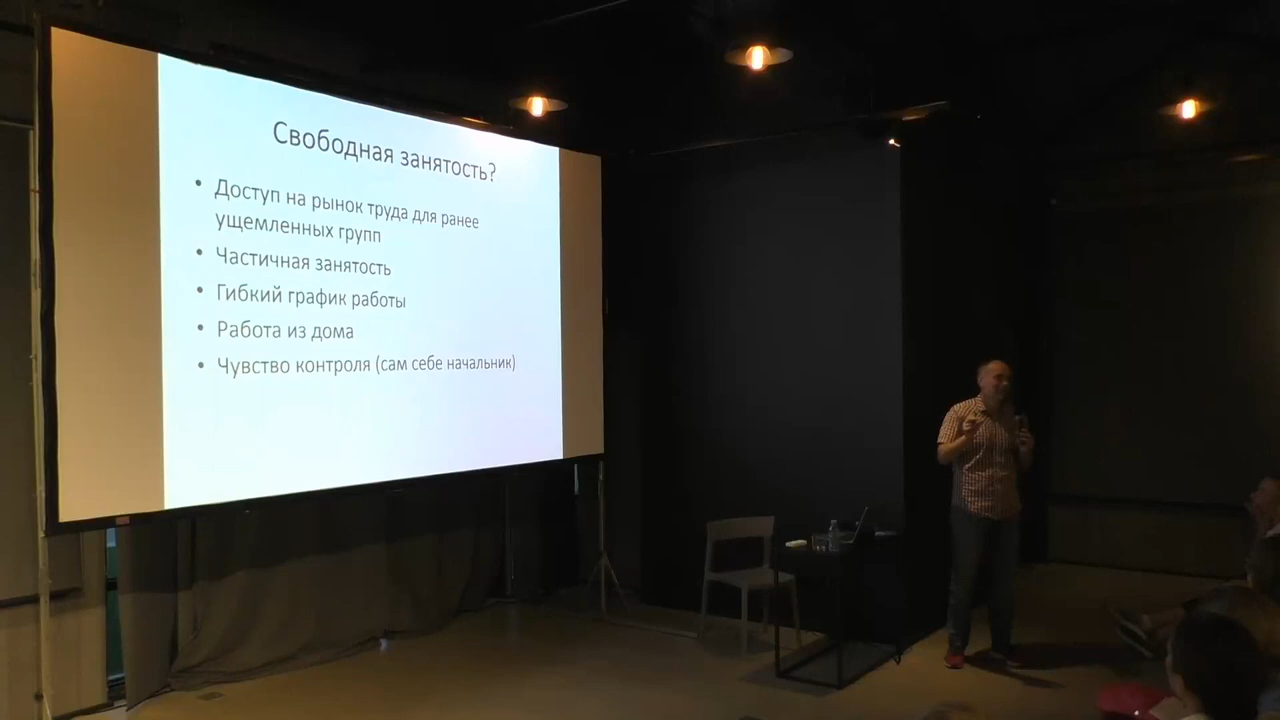 Свободная занятость?
• Доступ на рынок труда для ранее
ущемленных групп
• Частичная занятость
• Гибкий график работы
• Работа из дома
• Чувство контроля (сам себе начальник)